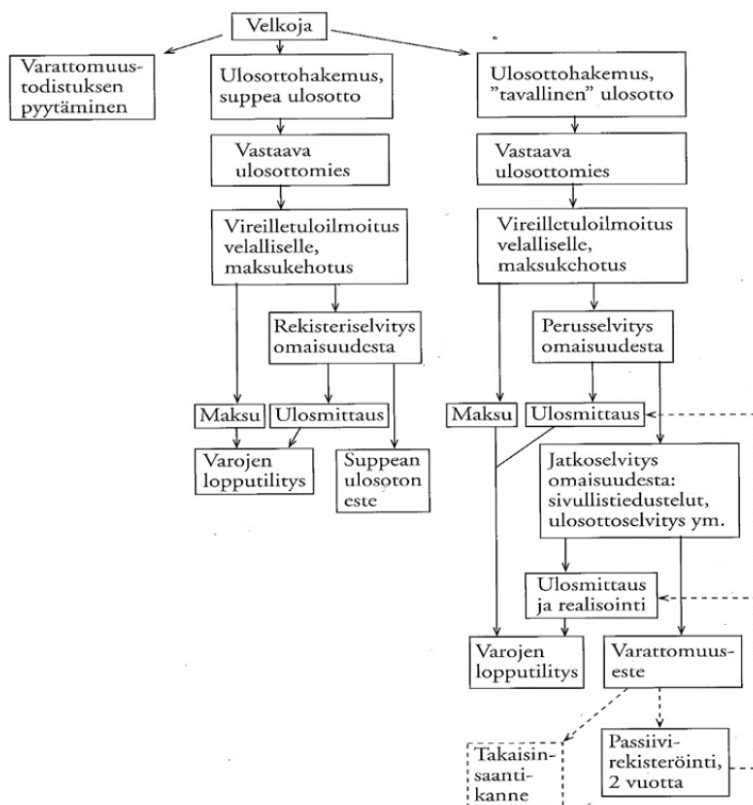 Velkoja
Varattomuus-
todistuksen
pyytäminen
Ulosottohakemus,
suppea ulosotto
Ulosottohakemus,
”tavallinen” ulosotto
Vastaava
ulosottomies
Vastaava
ulosottomies
Vireilletuloilmoitus
velalliselle,
maksukehotus
Vireilletuloilmoitus
velalliselle,
maksukehotus
Rekisteriselvitys
omaisuudesta
Perusselvitys
omaisuudesta
Maksu
Ulosmittaus
Maksu
Ulosmittaus
Varojen
lopputilitys
Suppean
ulosoton
este
Jatkoselvitys
omaisuudesta:
sivullistiedustelut,
ulosottoselvitys ym.
Ulosmittaus
ja realisointi
Varojen
lopputilitys
Varattomuus-
este
Takaisin-
saanti-
kanne
Passiivi-
rekisteröinti,
2 vuotta